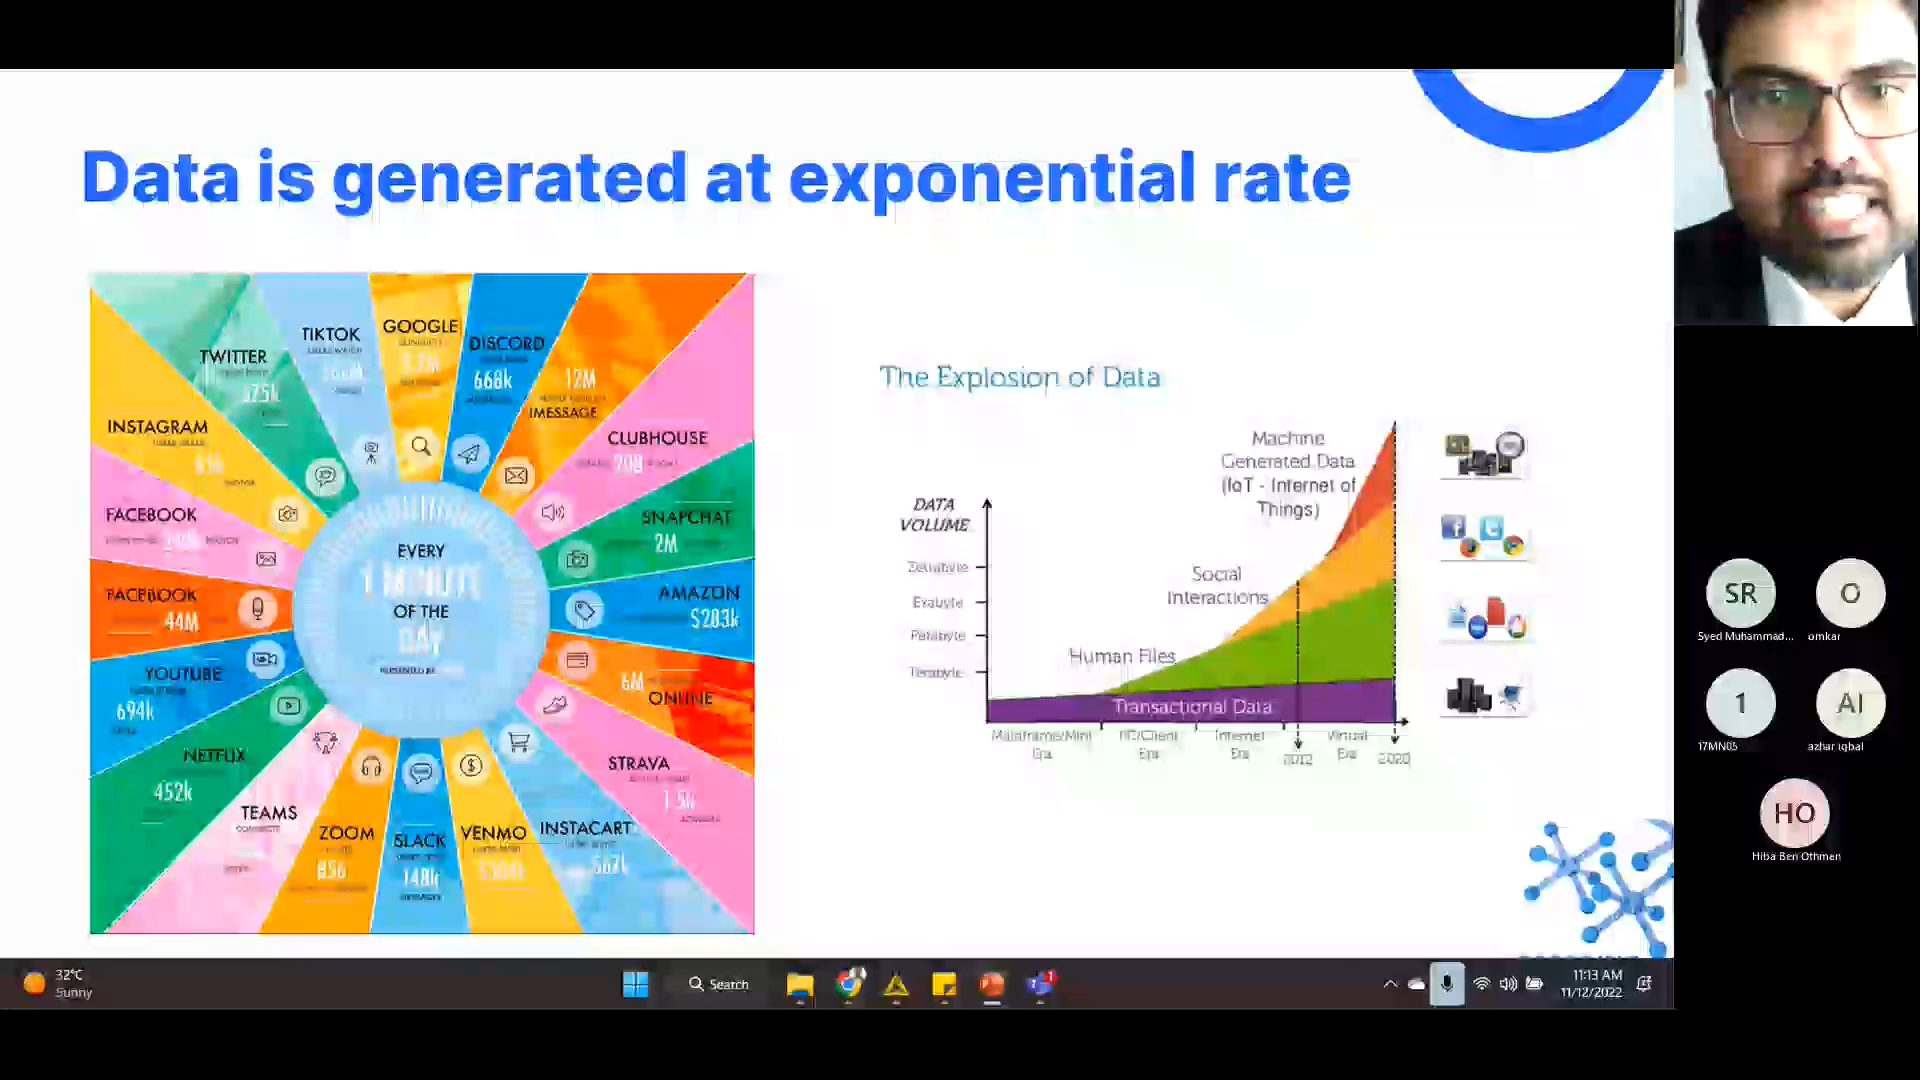 Data is generated at exponential rate
TWITTER
575k
TIKTOK
GOOGLE
5.7M
DISCORD
668k
12M
IMESSAGE
INSTAGRAM
65k
CLUBHOUSE
208
FACEBOOK
SNAPCHAT
2M
FACEBOOK
44M
AMAZON
$283k
EVERY
1 MINUTE
OF THE
DAY
YOUTUBE
694k
6M
ONLINE
NETFLIX
452k
STRAVA
1.5k
TEAMS
ZOOM
856
SLACK
148k
VENMO
INSTACART
The Explosion of Data
DATA
VOLUME
Zettabyte
Exabyte
Petabyte
Terabyte
Machine
Generated Data
(IoT - Internet of
Things)
Social
Interactions
Human Files
Transactional Data
Mainframe/Mini
Era
PC/Client
Era
Internet
Era
2012
Virtual
Era
2020
SR
Syed Muhammad...
O
omkar
1
17MN05
AI
azhar iqbal
HO
Hiba Ben Othmen
32°C
Sunny
Search
11:13 AM
11/12/2022